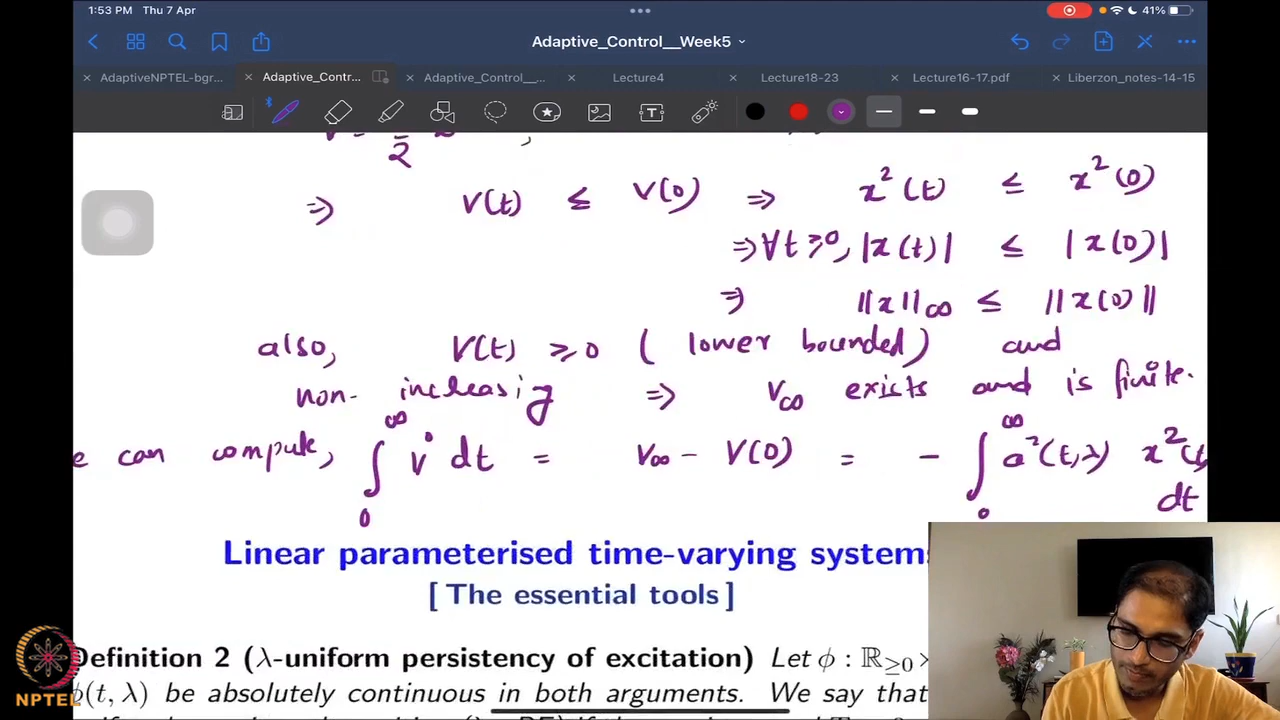 1:53 PM Thu 7 Apr
41%
Adaptive_Control__Week5
AdaptiveNPTEL-bgr...
Adaptive_Contr...
Adaptive_Control__...
Lecture4
Lecture18-23
Lecture16-17.pdf
Liberzon_notes-14-15
2
⇒ V(t) ≤ V(0) ⇒ x²(t) ≤ x²(0)
⇒ ∀t ≥ 0, |x(t)| ≤ |x(0)|
⇒ ||x||∞ ≤ ||x(0)||
also, V(t) ≥ 0 (lower bounded) and
non-increasing ⇒ V∞ exists and is finite.
e can compute, ∫₀^∞ V̇ dt = V∞ - V(0) = - ∫₀^∞ a²(t,λ) x²(t,
dt
Linear parameterised time-varying systems
[ The essential tools ]
Definition 2 (λ-uniform persistency of excitation) Let ϕ : ℝ≥0 ×
ϕ(t, λ) be absolutely continuous in both arguments. We say that
NPTEL